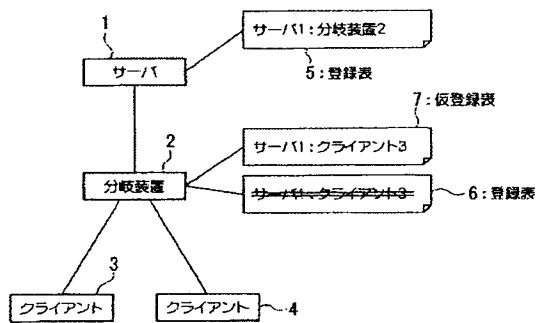 1
サーバ
サーバ1:分岐装置2
5:登録表
7:仮登録表
2
サーバ1:クライアント3
分岐装置
サーバ1:クライアント3
6:登録表
3
クライアント
クライアント
4